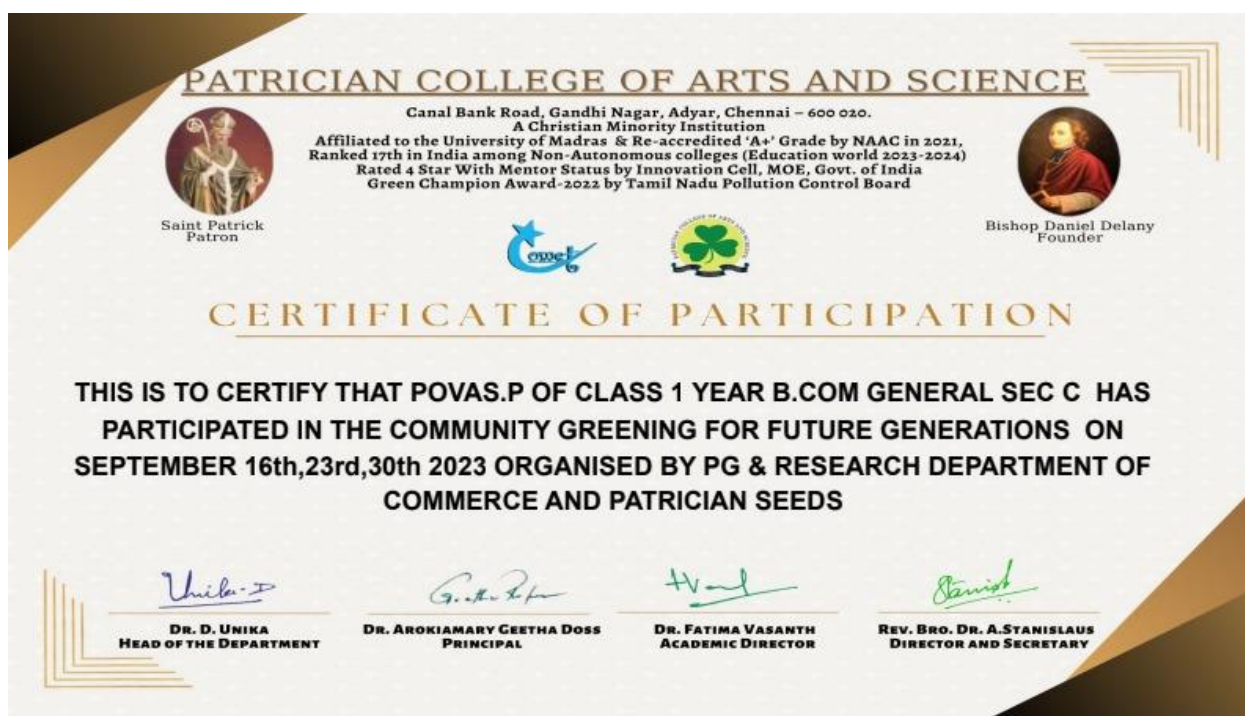 PATRICIAN COLLEGE OF ARTS AND SCIENCE
Canal Bank Road, Gandhi Nagar, Adyar, Chennai – 600 020.
A Christian Minority Institution
Affiliated to the University of Madras & Re-accredited ‘A+’ Grade by NAAC in 2021,
Ranked 17th in India among Non-Autonomous colleges (Education world 2023-2024)
Rated 4 Star With Mentor Status by Innovation Cell, MOE, Govt. of India
Green Champion Award-2022 by Tamil Nadu Pollution Control Board
Saint Patrick
Patron
Bishop Daniel Delany
Founder
Comet
CERTIFICATE OF PARTICIPATION
THIS IS TO CERTIFY THAT POVAS.P OF CLASS 1 YEAR B.COM GENERAL SEC C HAS
PARTICIPATED IN THE COMMUNITY GREENING FOR FUTURE GENERATIONS ON
SEPTEMBER 16th,23rd,30th 2023 ORGANISED BY PG & RESEARCH DEPARTMENT OF
COMMERCE AND PATRICIAN SEEDS
Unika-D
DR. D. UNIKA
HEAD OF THE DEPARTMENT
DR. AROKIAMARY GEETHA DOSS
PRINCIPAL
DR. FATIMA VASANTH
ACADEMIC DIRECTOR
REV. BRO. DR. A.STANISLAUS
DIRECTOR AND SECRETARY